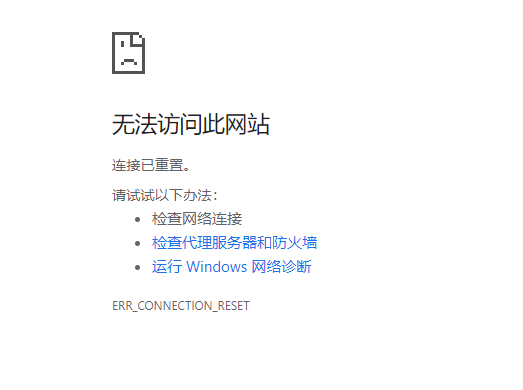 无法访问此网站
连接已重置。
请试试以下办法：
检查网络连接
检查代理服务器和防火墙
运行 Windows 网络诊断
ERR_CONNECTION_RESET